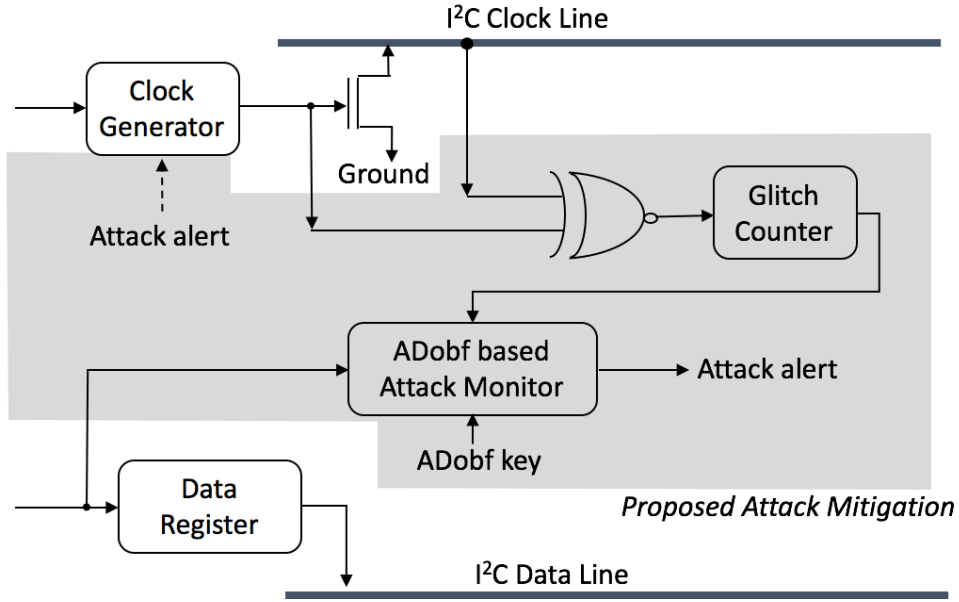 I²C Clock Line
Clock
Generator
Ground
Attack alert
Glitch
Counter
ADobf based
Attack Monitor
Attack alert
ADobf key
Data
Register
Proposed Attack Mitigation
I²C Data Line